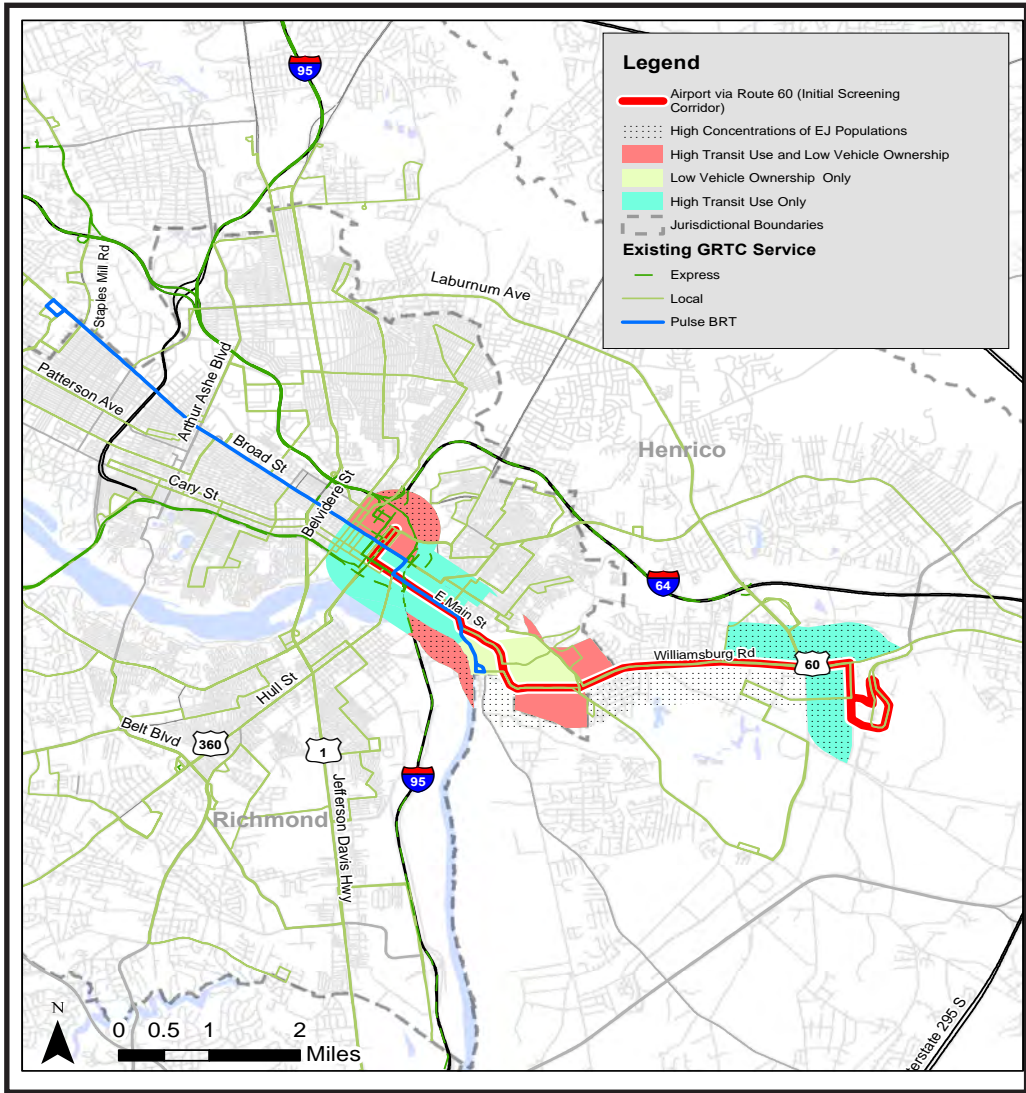 Legend
Airport via Route 60 (Initial Screening
Corridor)
High Concentrations of EJ Populations
High Transit Use and Low Vehicle Ownership
Low Vehicle Ownership Only
High Transit Use Only
Jurisdictional Boundaries
Existing GRTC Service
Express
Local
Pulse BRT
95
Staples Mill Rd
Laburnum Ave
Patterson Ave
Arthur Ashe Blvd
Broad St
Cary St
Belvidere St
Henrico
64
E Main St
Williamsburg Rd
60
Hull St
Belt Blvd
360
1
95
Jefferson Davis Hwy
Richmond
erstate 295 S
N
0 0.5 1 2
Miles